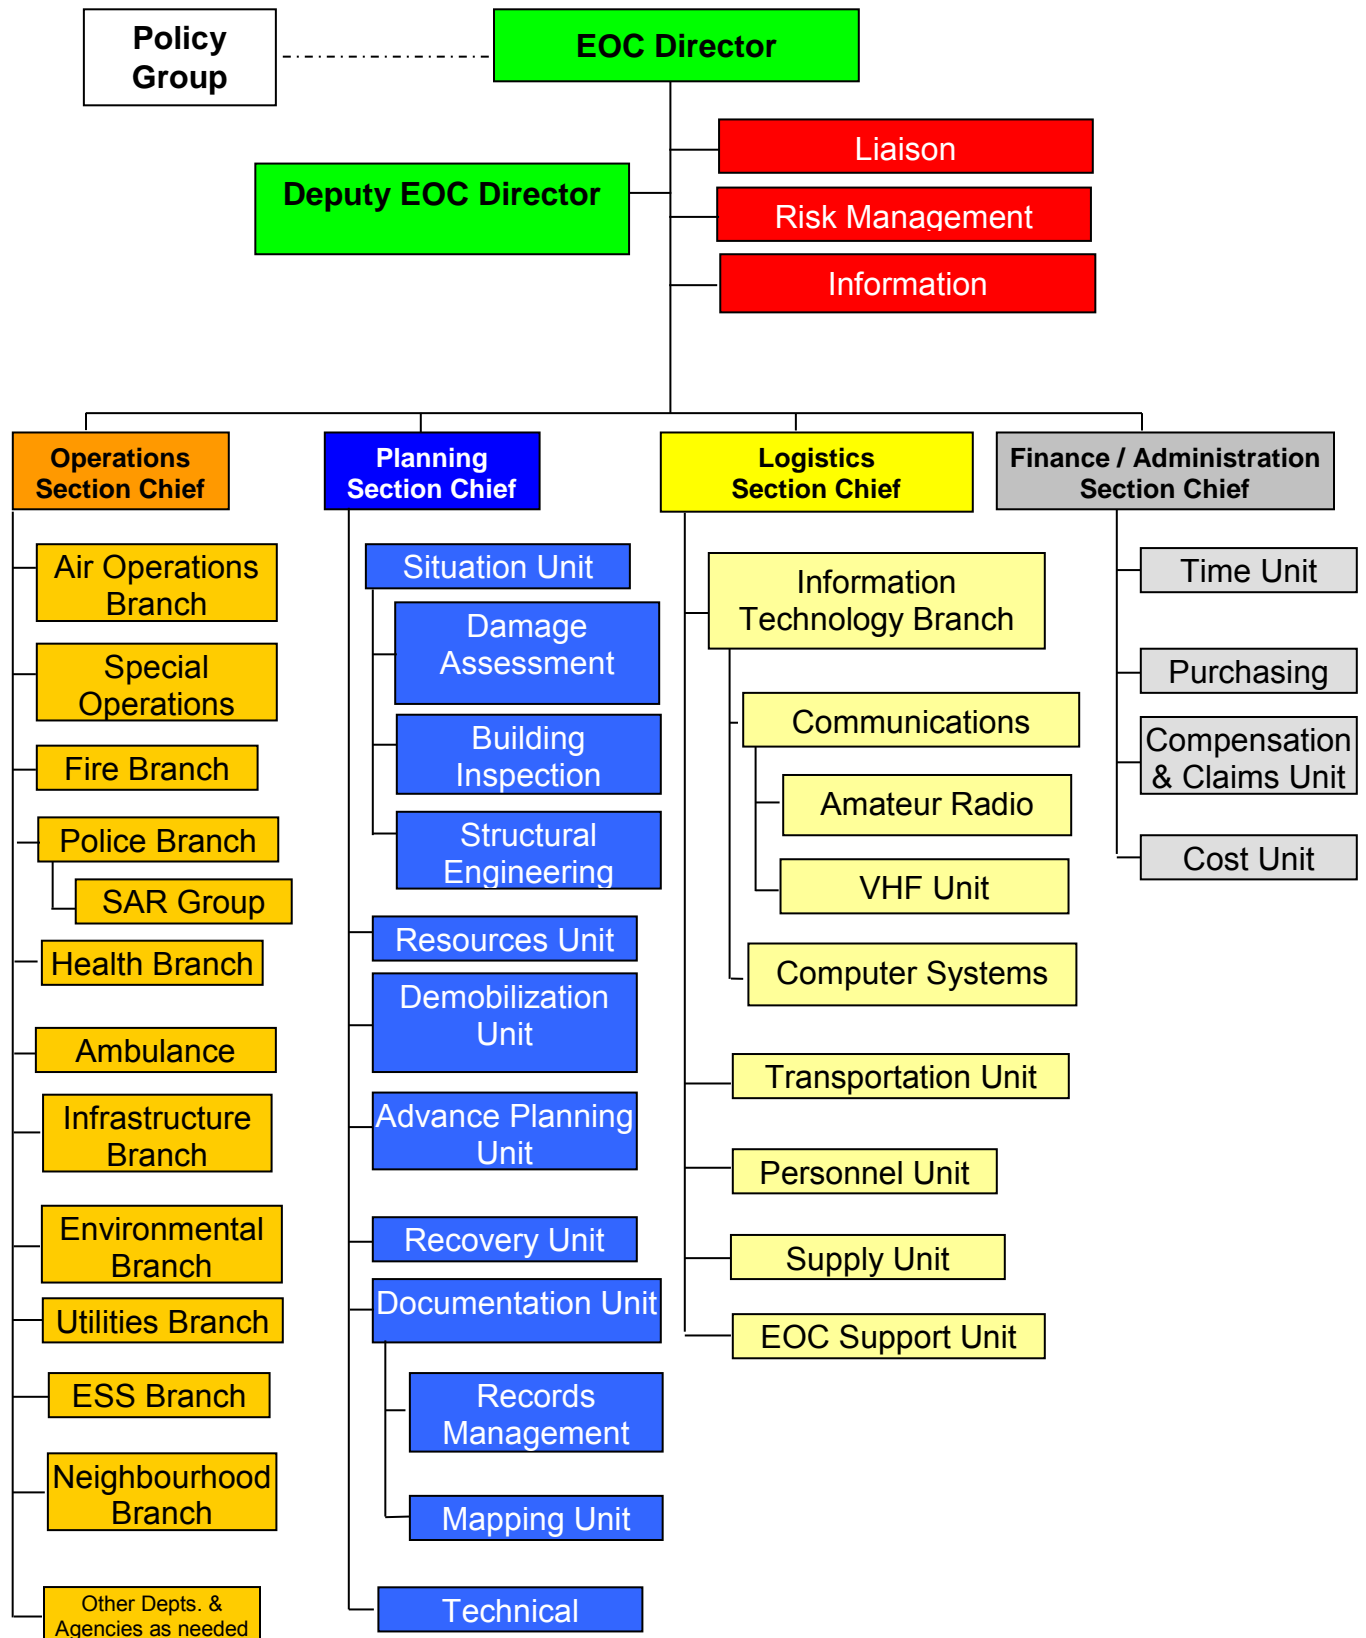 Policy
Group
EOC Director
Liaison
Deputy EOC Director
Risk Management
Information
Operations
Section Chief
Planning
Section Chief
Logistics
Section Chief
Finance / Administration
Section Chief
Air Operations
Branch
Special
Operations
Fire Branch
Police Branch
SAR Group
Health Branch
Ambulance
Infrastructure
Branch
Environmental
Branch
Utilities Branch
ESS Branch
Neighbourhood
Branch
Other Depts. &
Agencies as needed
Situation Unit
Damage
Assessment
Building
Inspection
Structural
Engineering
Resources Unit
Demobilization
Unit
Advance Planning
Unit
Recovery Unit
Documentation Unit
Records
Management
Mapping Unit
Technical
Information
Technology Branch
Communications
Amateur Radio
VHF Unit
Computer Systems
Transportation Unit
Personnel Unit
Supply Unit
EOC Support Unit
Time Unit
Purchasing
Compensation
& Claims Unit
Cost Unit